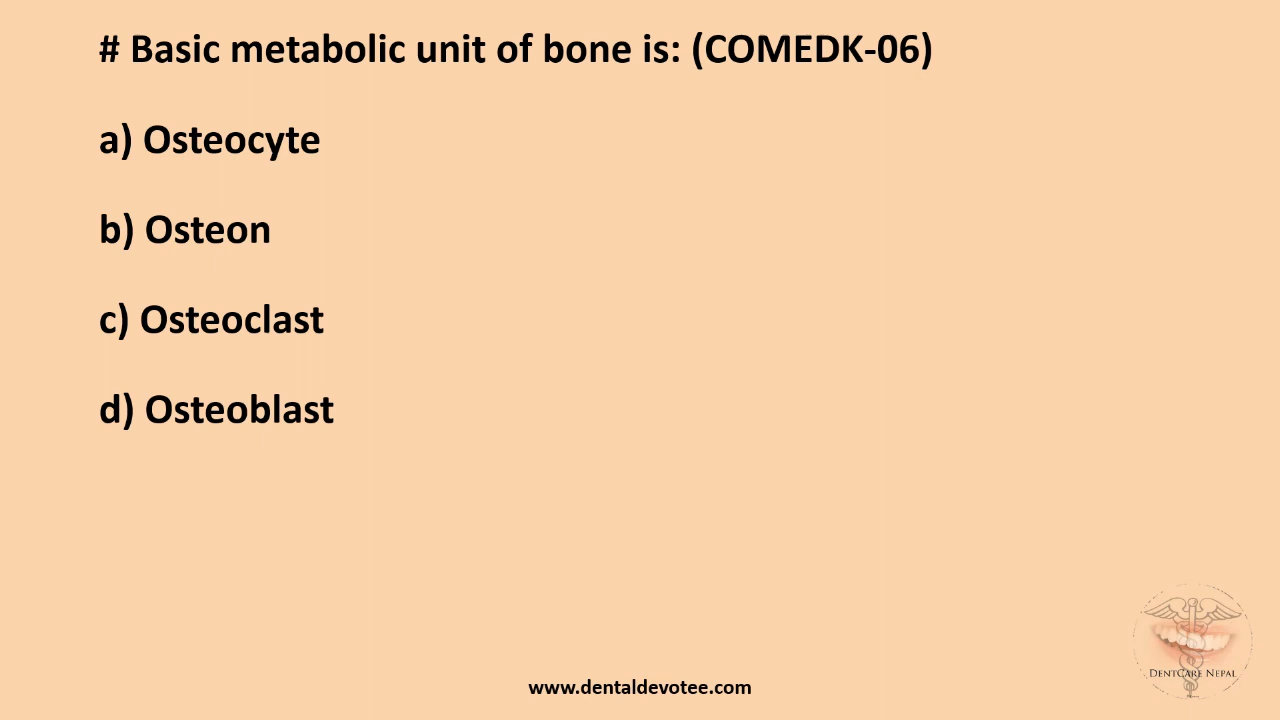 # Basic metabolic unit of bone is: (COMEDK-06)
a) Osteocyte
b) Osteon
c) Osteoclast
d) Osteoblast
DENTCARE NEPAL
www.dentaldevotee.com